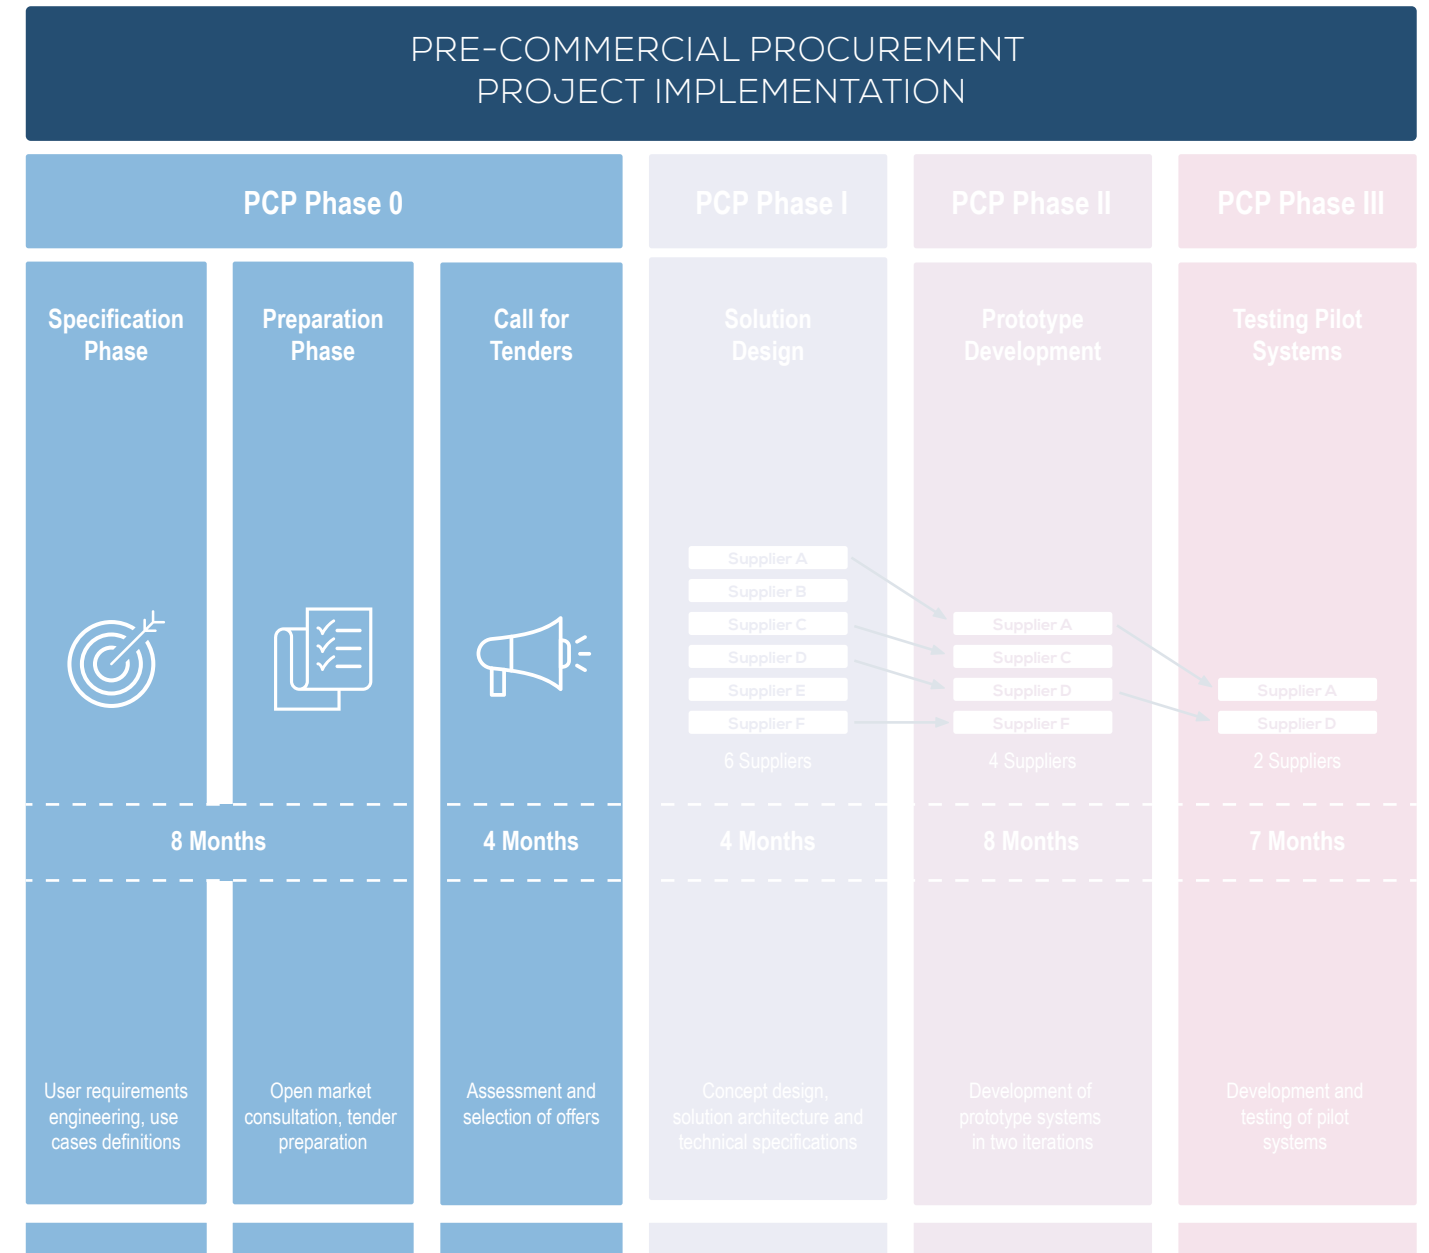 PRE-COMMERCIAL PROCUREMENT
PROJECT IMPLEMENTATION
PCP Phase 0
PCP Phase I
PCP Phase II
PCP Phase III
Specification
Phase
Preparation
Phase
Call for
Tenders
Solution
Design
Prototype
Development
Testing Pilot
Systems
Supplier A
Supplier B
Supplier C
Supplier D
Supplier E
Supplier F
6 Suppliers
Supplier A
Supplier C
Supplier D
Supplier F
4 Suppliers
Supplier A
Supplier D
2 Suppliers
8 Months
4 Months
4 Months
8 Months
7 Months
User requirements
engineering, use
cases definitions
Open market
consultation, tender
preparation
Assessment and
selection of offers
Concept design,
solution architecture and
technical specifications
Development of
prototype systems
in two iterations
Development and
testing of pilot
systems